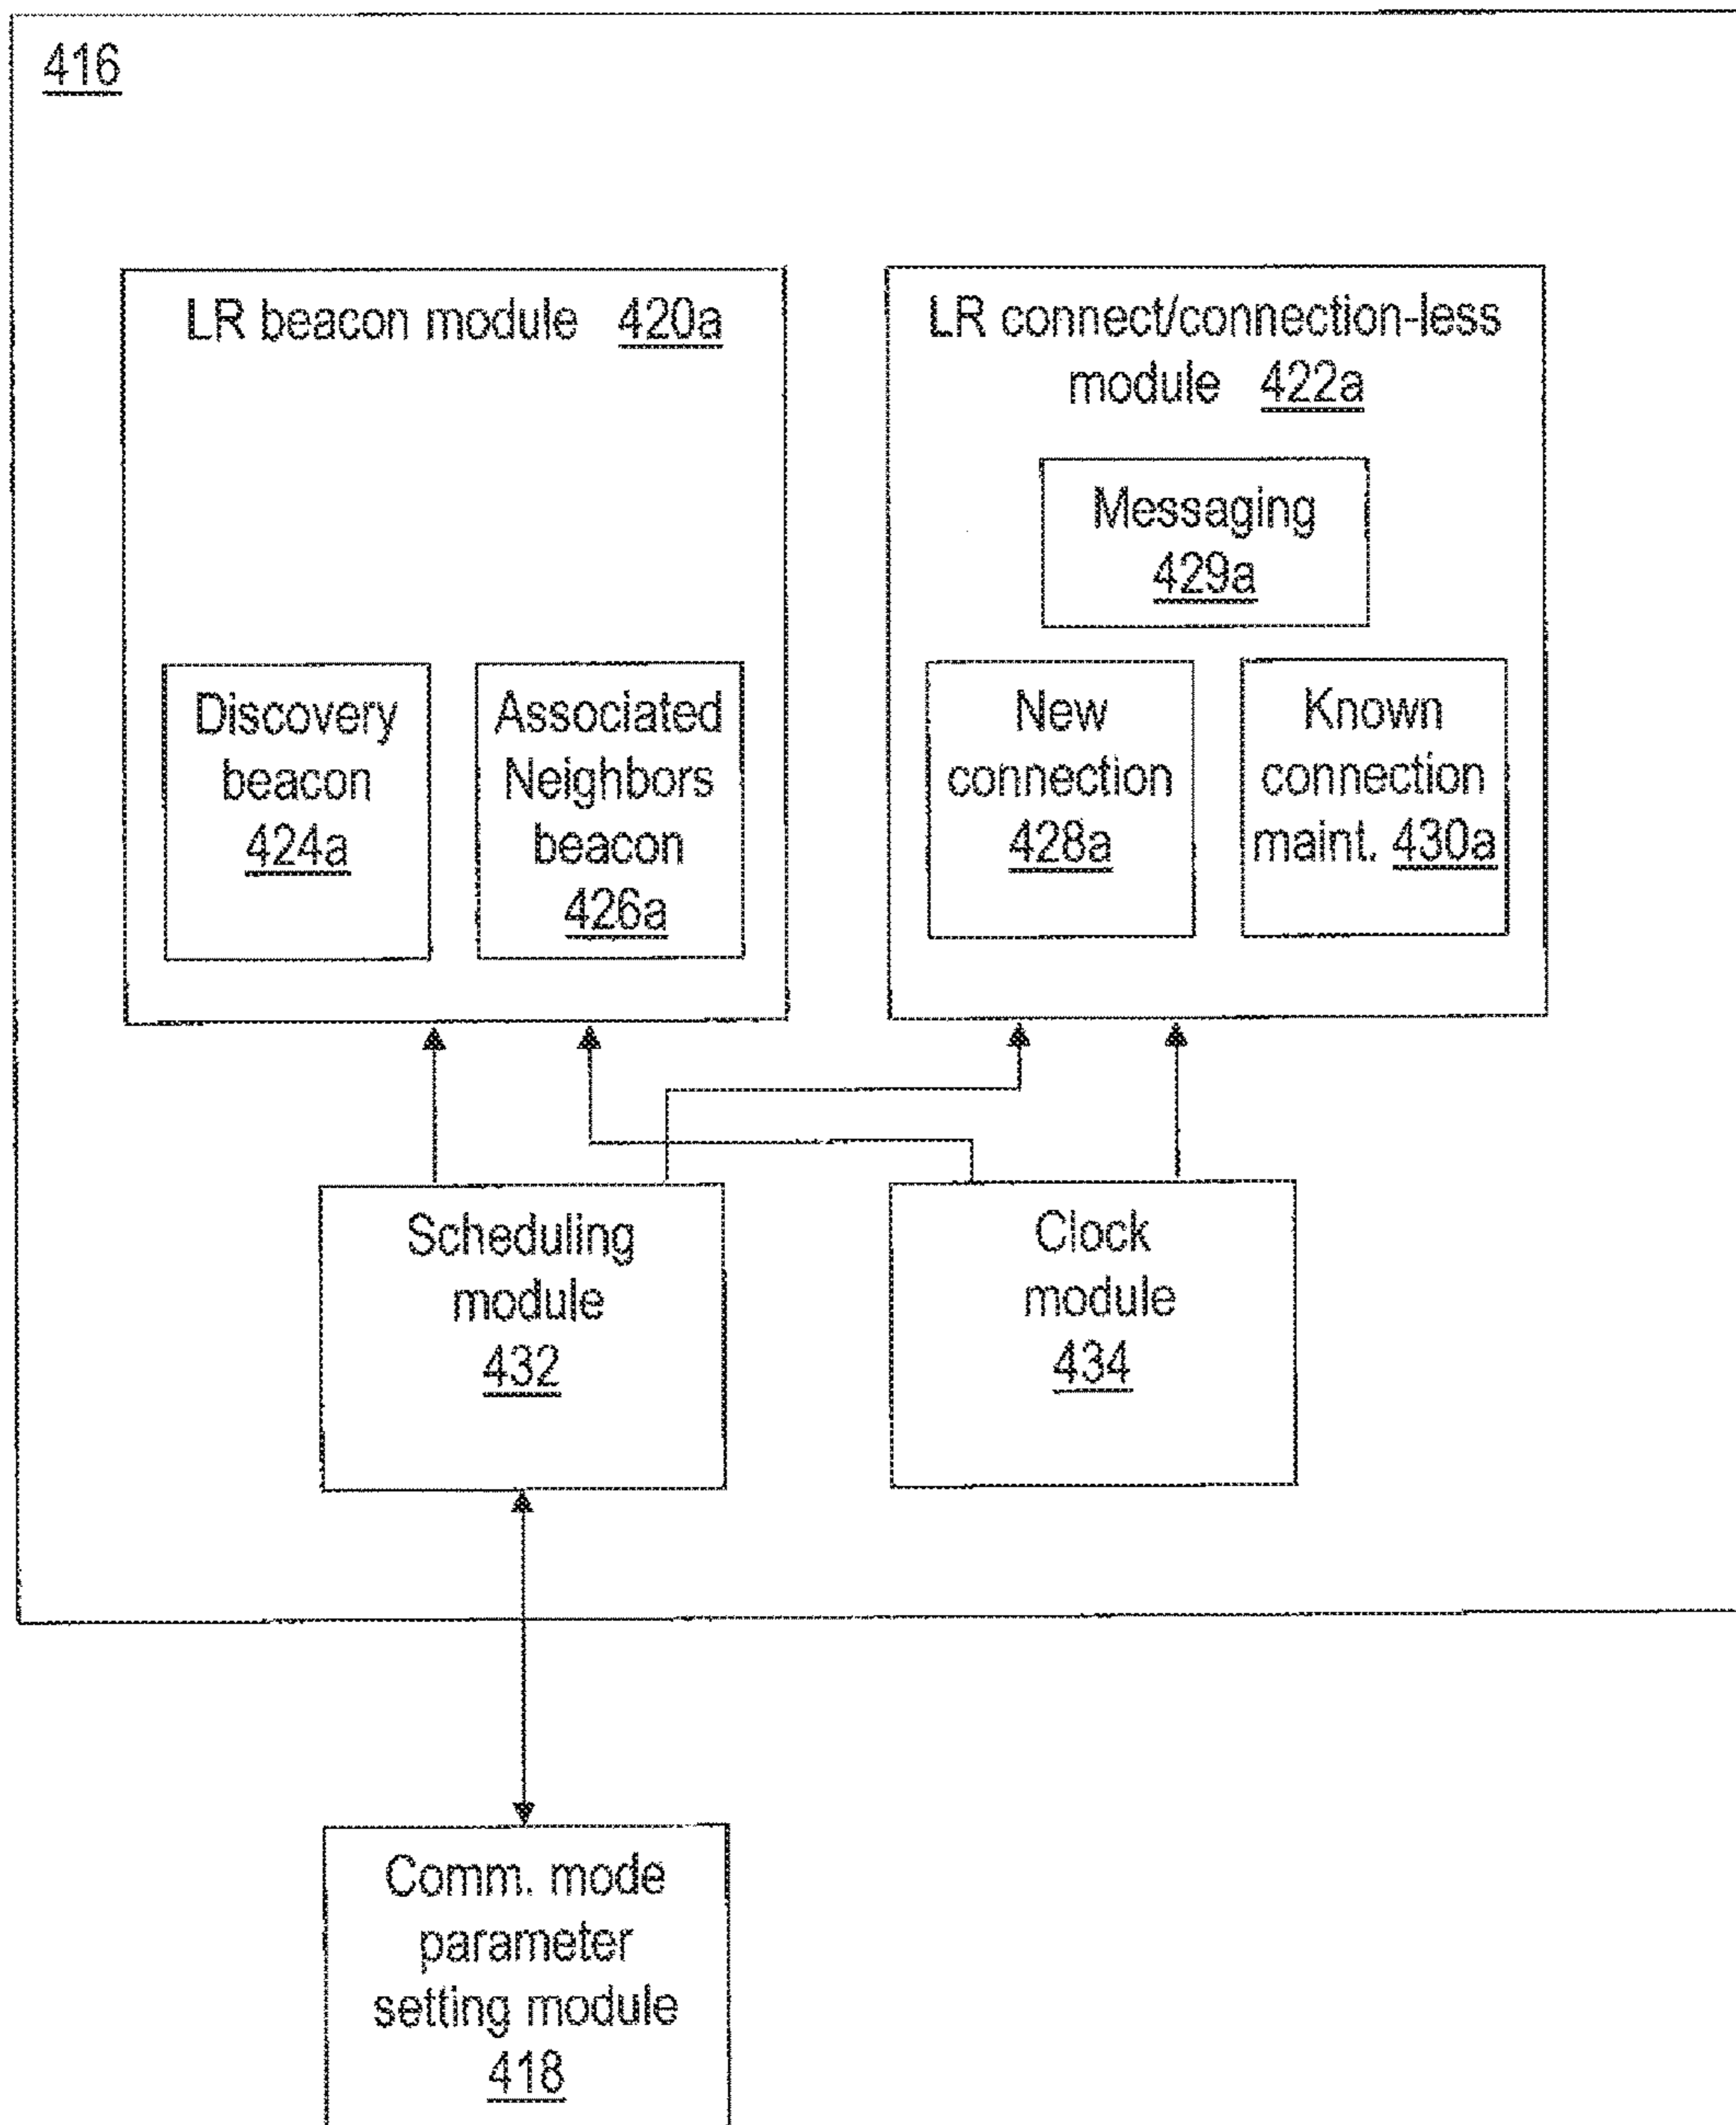 416
LR beacon module 420a
Discovery
beacon
424a
Associated
Neighbors
beacon
426a
LR connect/connection-less
module 422a
Messaging
429a
New
connection
428a
Known
connection
maint. 430a
Scheduling
module
432
Clock
module
434
Comm. mode
parameter
setting module
418